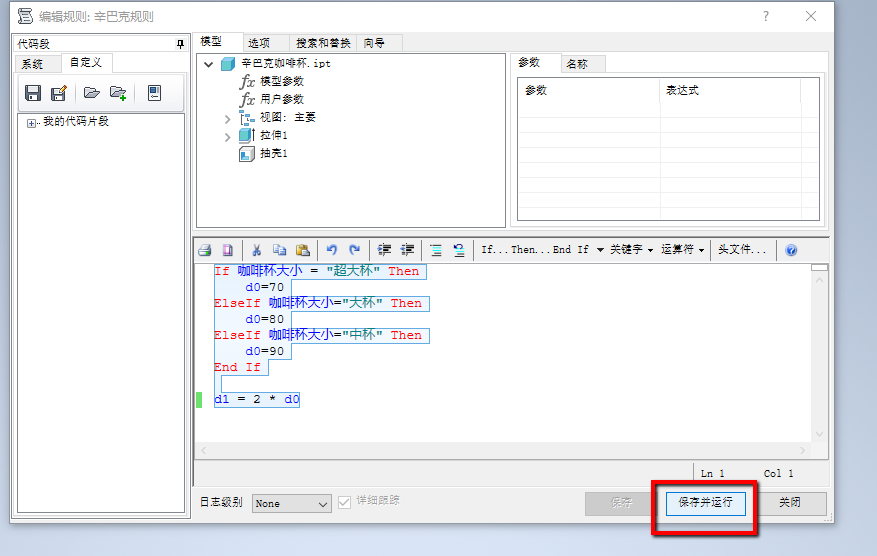 编辑规则: 辛巴克规则
?
代码段
系统 自定义
我的代码片段
模型 选项 搜索和替换 向导
辛巴克咖啡杯.ipt
fx 模型参数
fx 用户参数
视图: 主要
拉伸1
抽壳1
参数 名称
参数 表达式
If...Then...End If 关键字 运算符 头文件...
If 咖啡杯大小 = "超大杯" Then
d0=70
ElseIf 咖啡杯大小="大杯" Then
d0=80
ElseIf 咖啡杯大小="中杯" Then
d0=90
End If
d1 = 2 * d0
Ln 1 Col 1
日志级别 None 详细跟踪 保存 保存并运行 关闭